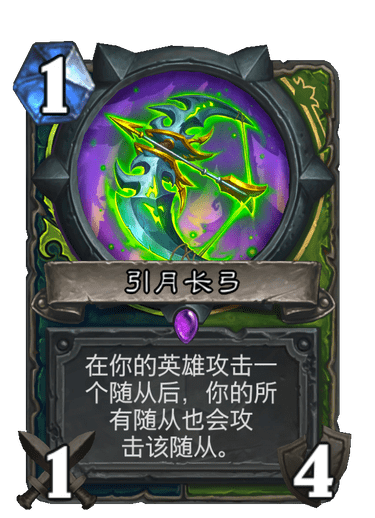 1
引月长弓
在你的英雄攻击一
个随从后，你的所
有随从也会攻
击该随从。
1
4